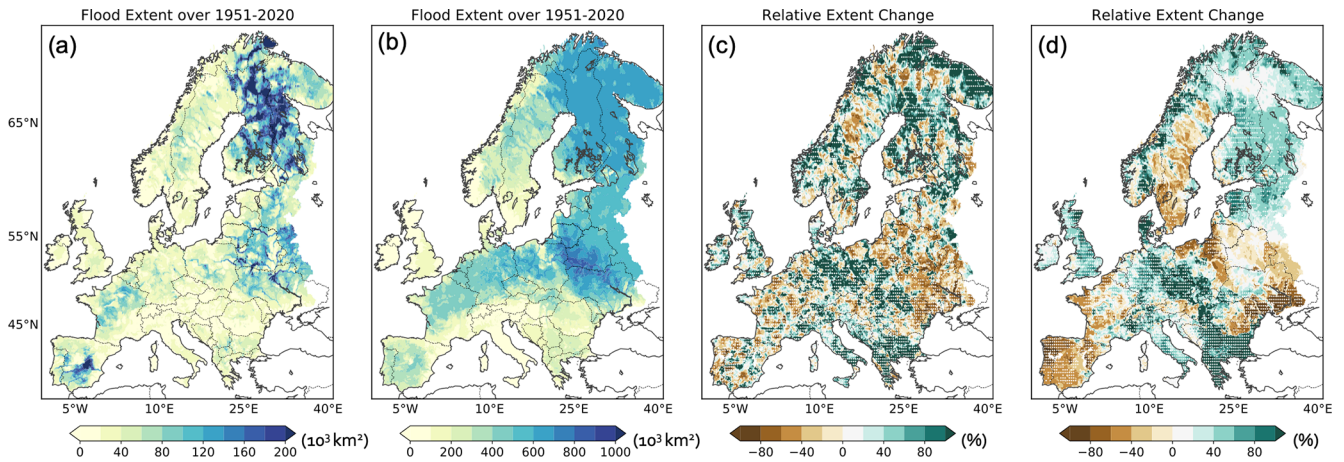 Flood Extent over 1951-2020
Flood Extent over 1951-2020
Relative Extent Change
Relative Extent Change
(a)
(b)
(c)
(d)
65°N
55°N
45°N
5°W 10°E 25°E 40°E
5°W 10°E 25°E 40°E
5°W 10°E 25°E 40°E
5°W 10°E 25°E 40°E
0 40 80 120 160 200 (10³ km²)
0 200 400 600 800 1000 (10³ km²)
−80 −40 0 40 80 (%)
−80 −40 0 40 80 (%)